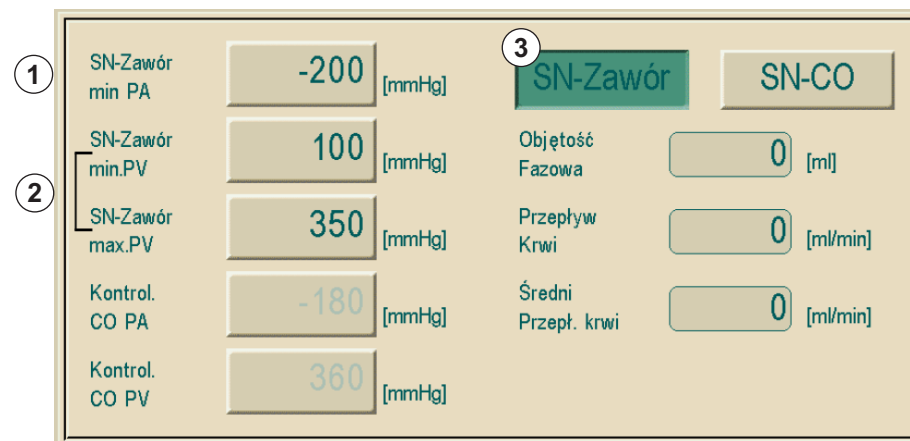 1
SN-Zawór
min PA
-200
[mmHg]
2
SN-Zawór
min.PV
100
[mmHg]
SN-Zawór
max.PV
350
[mmHg]
Kontrol.
CO PA
-180
[mmHg]
Kontrol.
CO PV
360
[mmHg]
3
SN-Zawór
SN-CO
Objętość
Fazowa
0
[ml]
Przepływ
Krwi
0
[ml/min]
Średni
Przepł. krwi
0
[ml/min]